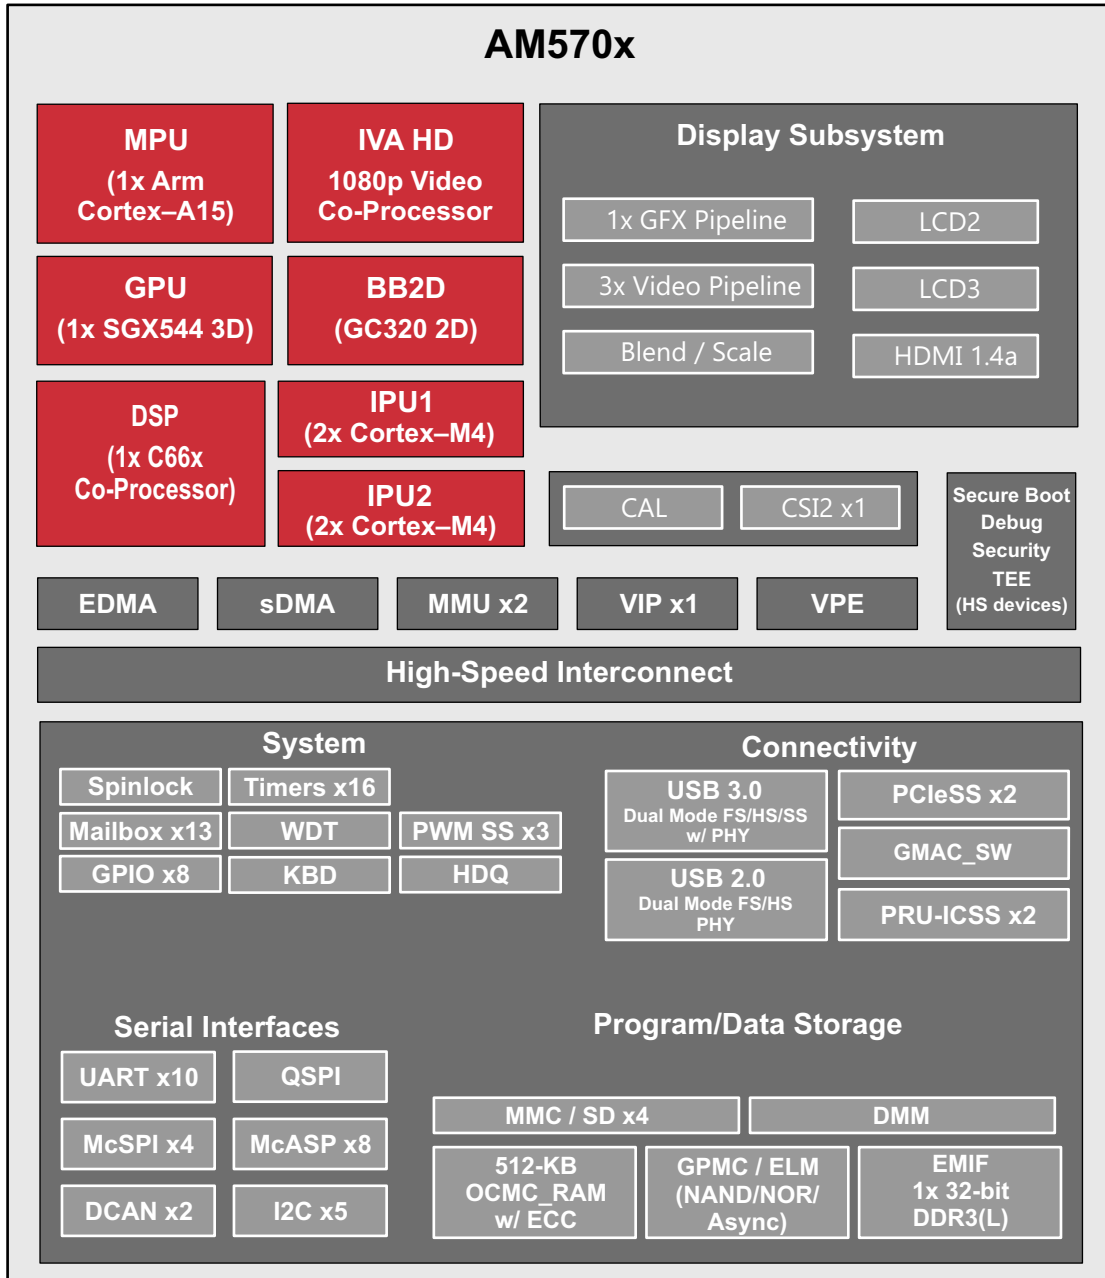 AM570x
MPU
(1x Arm
Cortex–A15)
IVA HD
1080p Video
Co-Processor
GPU
(1x SGX544 3D)
BB2D
(GC320 2D)
DSP
(1x C66x
Co-Processor)
IPU1
(2x Cortex–M4)
IPU2
(2x Cortex–M4)
Display Subsystem
1x GFX Pipeline
LCD2
3x Video Pipeline
LCD3
Blend / Scale
HDMI 1.4a
CAL
CSI2 x1
Secure Boot
Debug
Security
TEE
(HS devices)
EDMA
sDMA
MMU x2
VIP x1
VPE
High-Speed Interconnect
System
Spinlock
Timers x16
Mailbox x13
WDT
PWM SS x3
GPIO x8
KBD
HDQ
Connectivity
USB 3.0
Dual Mode FS/HS/SS
w/ PHY
USB 2.0
Dual Mode FS/HS
PHY
PCIeSS x2
GMAC_SW
PRU-ICSS x2
Serial Interfaces
UART x10
QSPI
McSPI x4
McASP x8
DCAN x2
I2C x5
Program/Data Storage
MMC / SD x4
DMM
512-KB
OCMC_RAM
w/ ECC
GPMC / ELM
(NAND/NOR/
Async)
EMIF
1x 32-bit
DDR3(L)